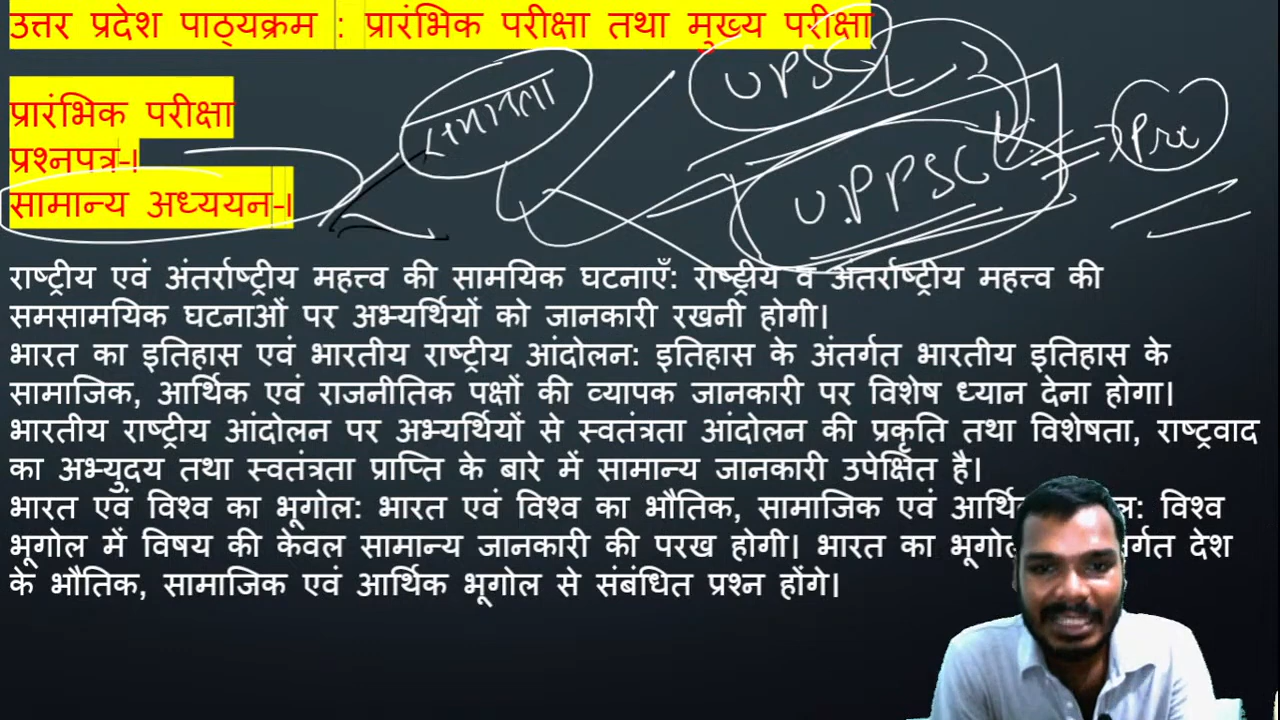 उत्तर प्रदेश पाठ्यक्रम : प्रारंभिक परीक्षा तथा मुख्य परीक्षा
UPSC
प्रारंभिक परीक्षा
समानता
Pre
प्रश्नपत्र-।
U.PPSC
सामान्य अध्ययन-।
राष्ट्रीय एवं अंतर्राष्ट्रीय महत्त्व की सामयिक घटनाएँ: राष्ट्रीय व अंतर्राष्ट्रीय महत्त्व की
समसामयिक घटनाओं पर अभ्यर्थियों को जानकारी रखनी होगी।
भारत का इतिहास एवं भारतीय राष्ट्रीय आंदोलन: इतिहास के अंतर्गत भारतीय इतिहास के
सामाजिक, आर्थिक एवं राजनीतिक पक्षों की व्यापक जानकारी पर विशेष ध्यान देना होगा।
भारतीय राष्ट्रीय आंदोलन पर अभ्यर्थियों से स्वतंत्रता आंदोलन की प्रकृति तथा विशेषता, राष्ट्रवाद
का अभ्युदय तथा स्वतंत्रता प्राप्ति के बारे में सामान्य जानकारी उपेक्षित है।
भारत एवं विश्व का भूगोल: भारत एवं विश्व का भौतिक, सामाजिक एवं विश्व
भूगोल में विषय की केवल सामान्य जानकारी की परख होगी। भारत का देश
के भौतिक, सामाजिक एवं आर्थिक भूगोल से संबंधित प्रश्न होंगे।